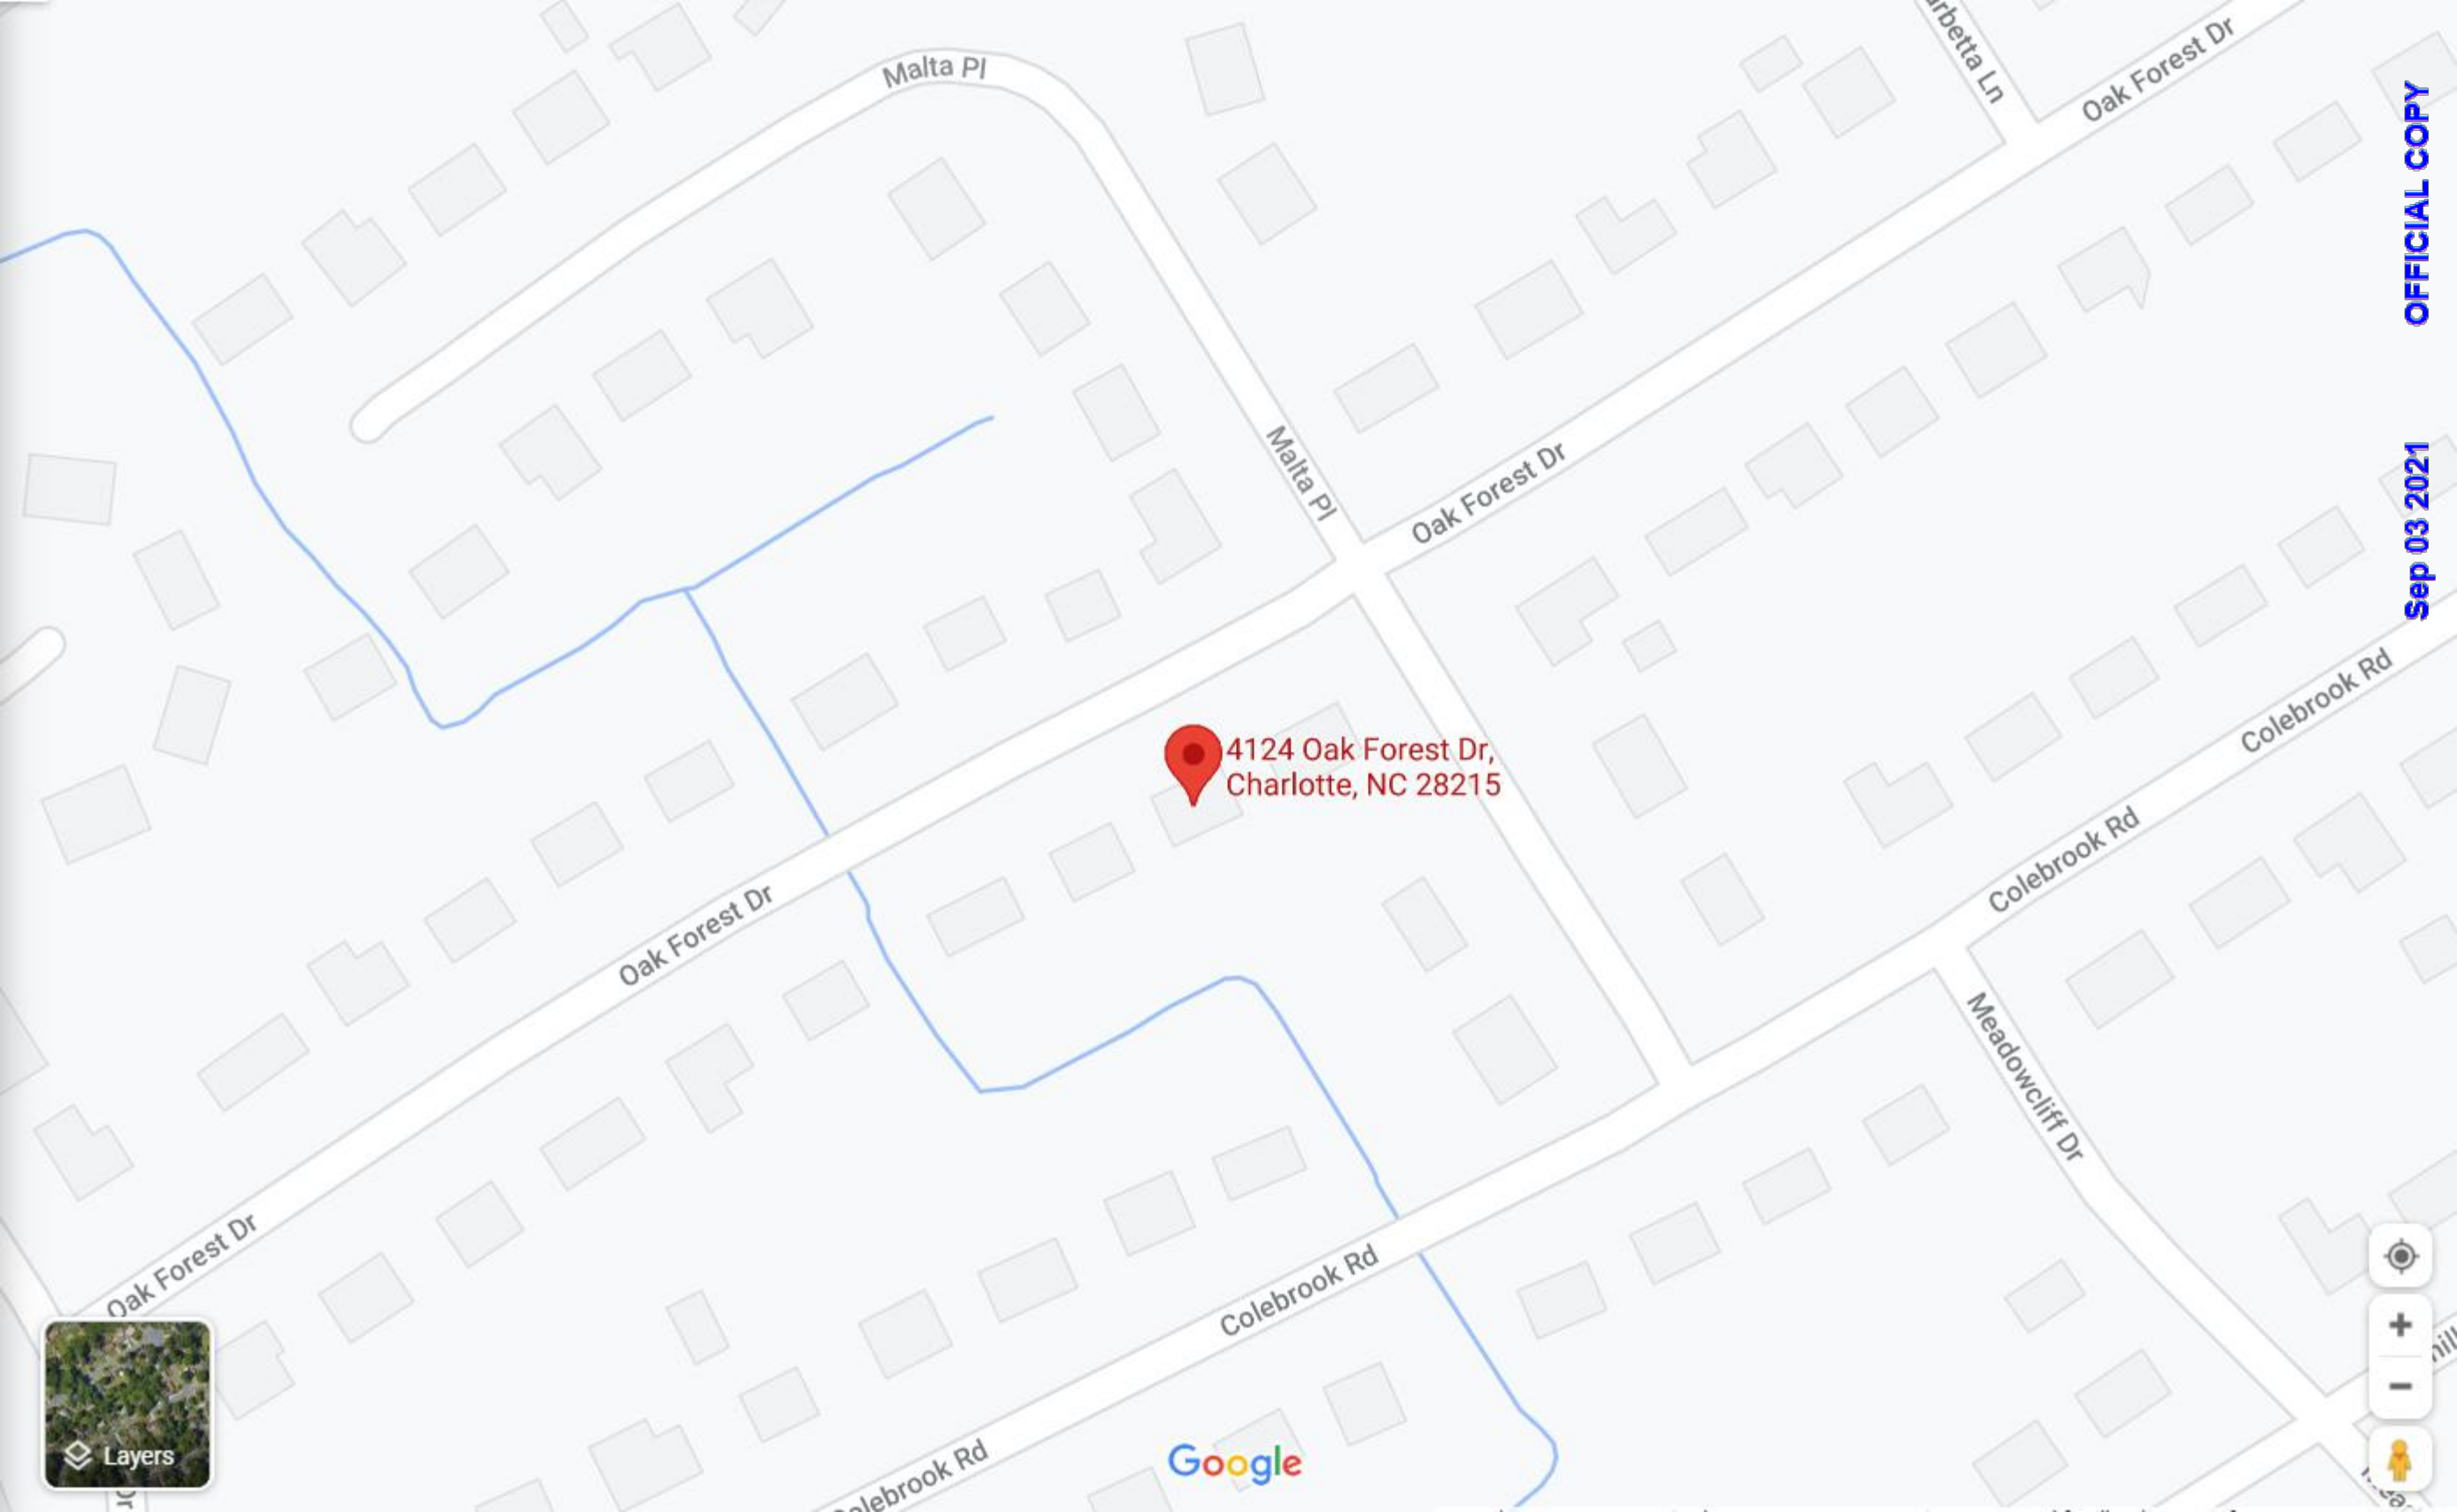 Malta Pl
Oak Forest Dr
OFFICIAL COPY
Malta Pl
Oak Forest Dr
Sep 03 2021
4124 Oak Forest Dr,
Charlotte, NC 28215
Colebrook Rd
Colebrook Rd
Oak Forest Dr
Meadowcliff Dr
Oak Forest Dr
Colebrook Rd
Layers
Google
Dr